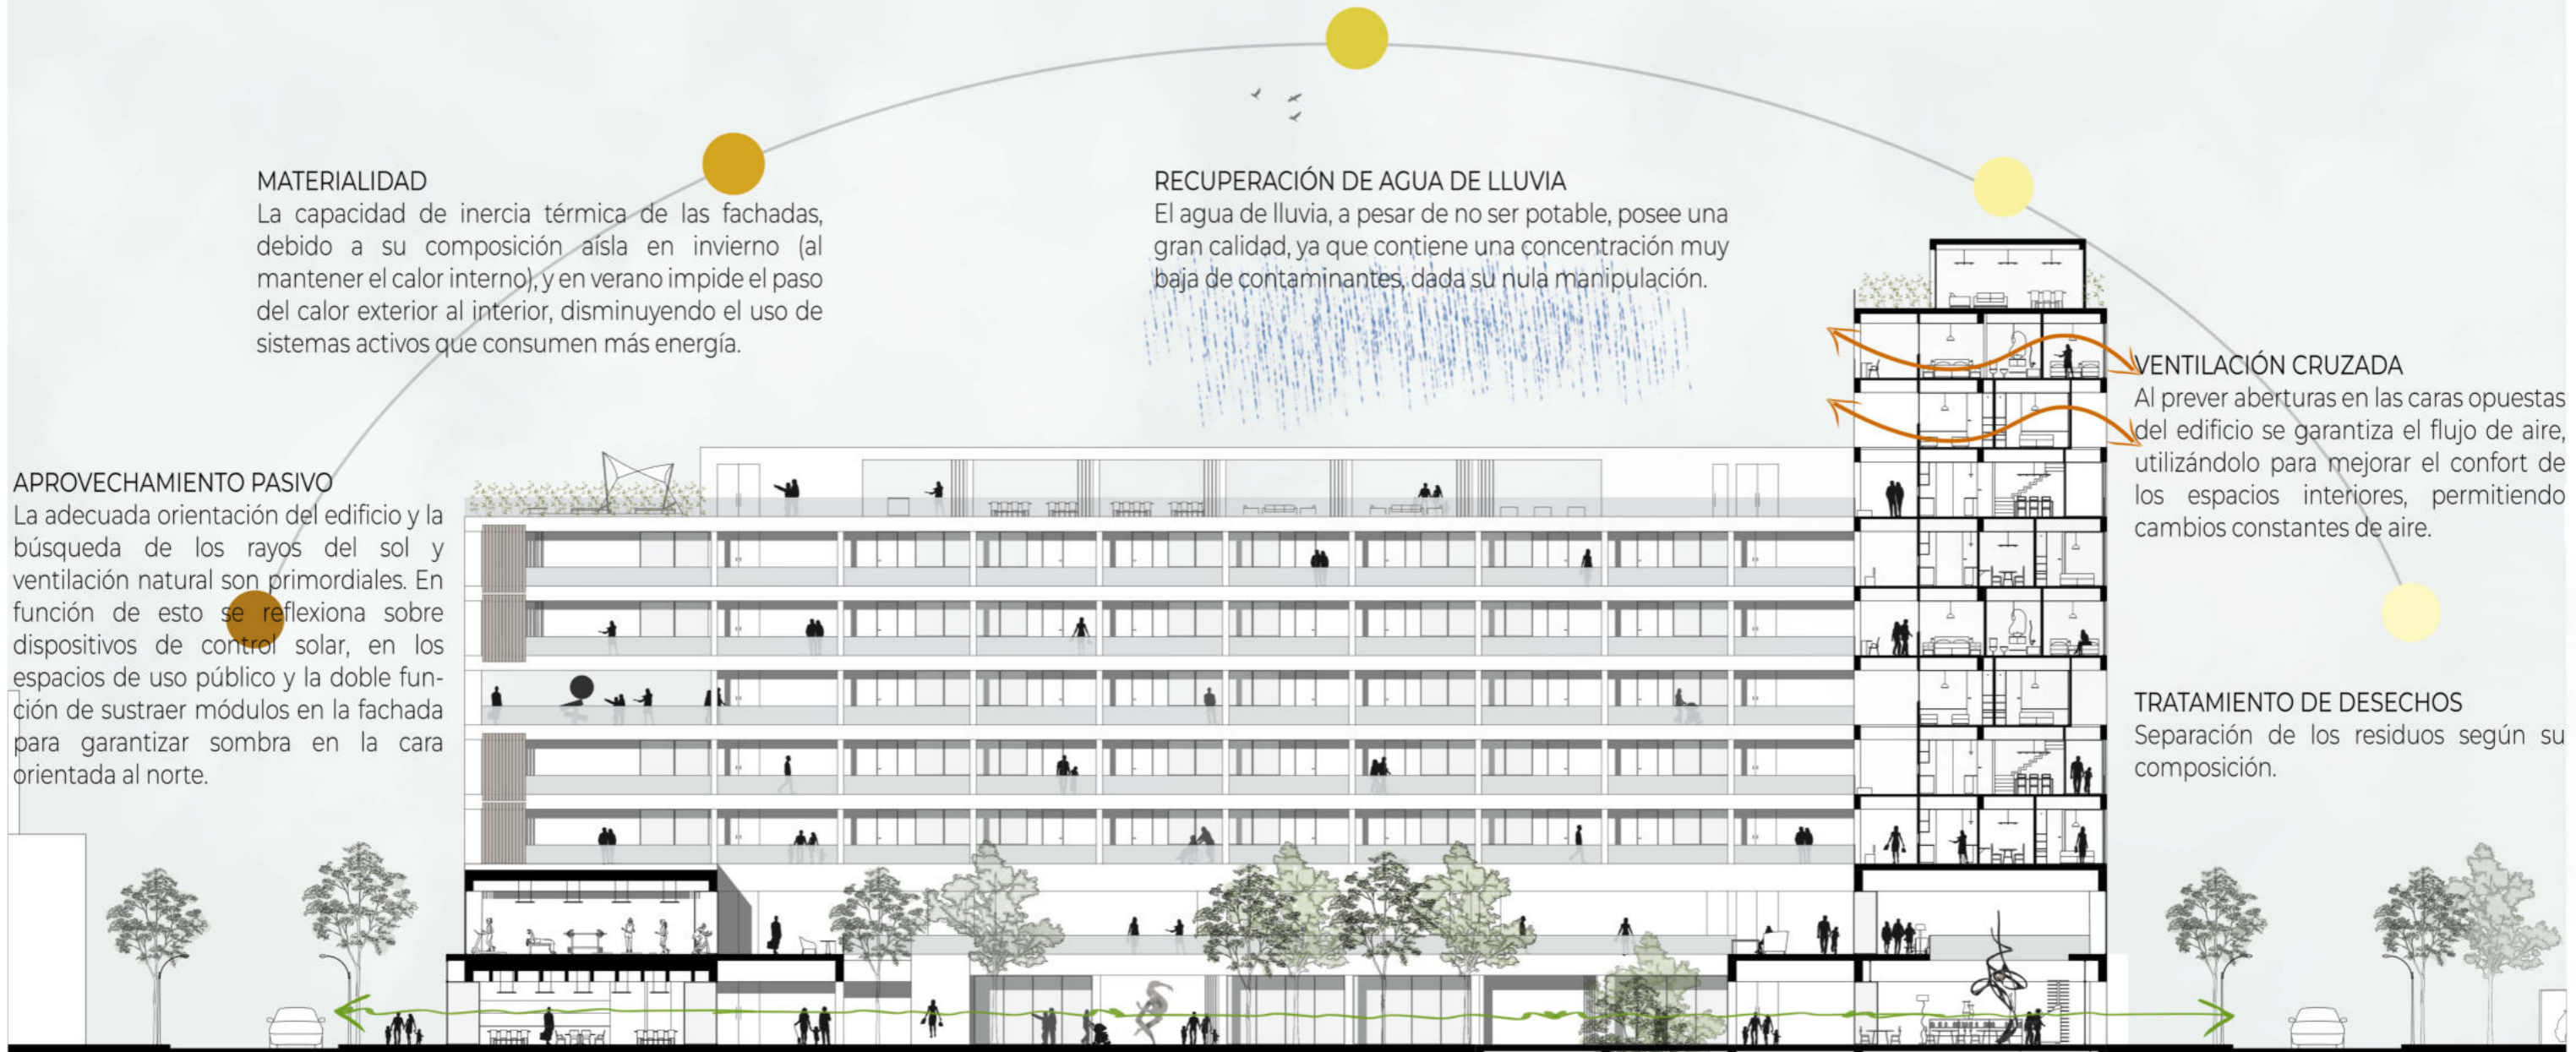 MATERIALIDAD
La capacidad de inercia térmica de las fachadas,
debido a su composición aísla en invierno (al
mantener el calor interno), y en verano impide el paso
del calor exterior al interior, disminuyendo el uso de
sistemas activos que consumen más energía.
RECUPERACIÓN DE AGUA DE LLUVIA
El agua de lluvia, a pesar de no ser potable, posee una
gran calidad, ya que contiene una concentración muy
baja de contaminantes, dada su nula manipulación.
VENTILACIÓN CRUZADA
Al prever aberturas en las caras opuestas
del edificio se garantiza el flujo de aire,
utilizándolo para mejorar el confort de
los espacios interiores, permitiendo
cambios constantes de aire.
APROVECHAMIENTO PASIVO
La adecuada orientación del edificio y la
búsqueda de los rayos del sol y
ventilación natural son primordiales. En
función de esto se reflexiona sobre
dispositivos de control solar, en los
espacios de uso público y la doble fun-
ción de sustraer módulos en la fachada
para garantizar sombra en la cara
orientada al norte.
TRATAMIENTO DE DESECHOS
Separación de los residuos según su
composición.